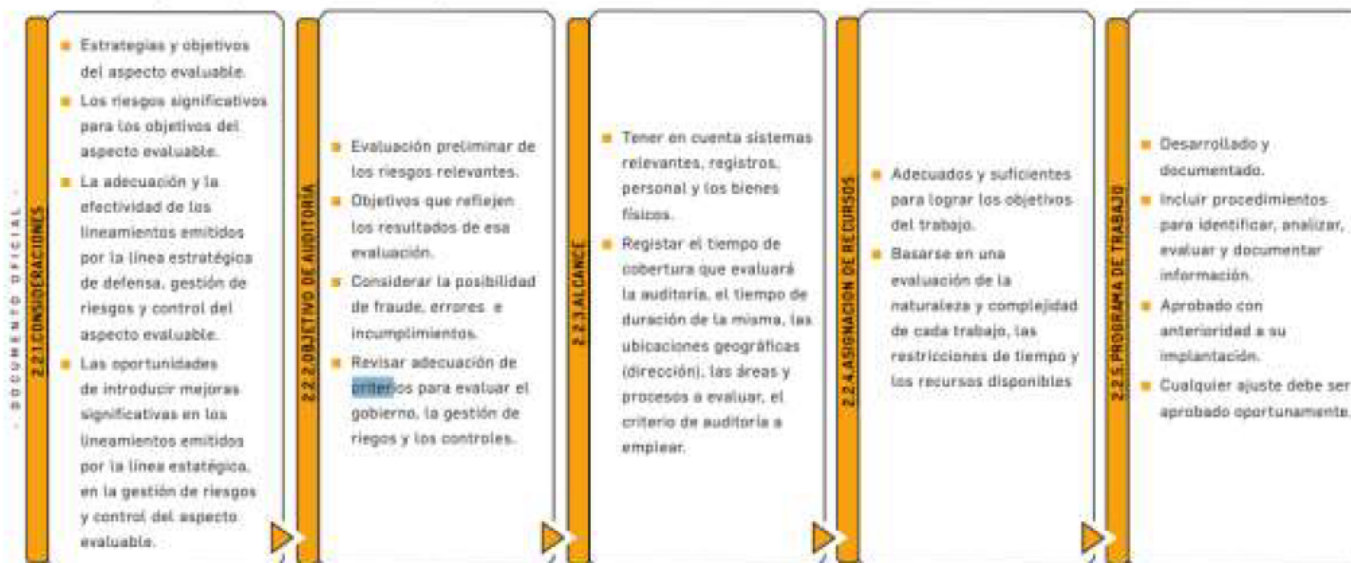 - DOCUMENTO OFICIAL -
2.2.1.CONSIDERACIONES
Estrategias y objetivos
del aspecto evaluable.
Los riesgos significativos
para los objetivos del
aspecto evaluable.
La adecuación y la
efectividad de los
lineamientos emitidos
por la línea estratégica
de defensa, gestión de
riesgos y control del
aspecto evaluable.
Las oportunidades
de introducir mejoras
significativas en los
lineamientos emitidos
por la línea estatégica,
en la gestión de riesgos
y control del aspecto
evaluable.
2.2.2.OBJETIVO DE AUDITORÍA
Evaluación preliminar de
los riesgos relevantes.
Objetivos que reflejen
los resultados de esa
evaluación.
Considerar la posibilidad
de fraude, errores e
incumplimientos.
Revisar adecuación de
criterios para evaluar el
gobierno, la gestión de
riegos y los controles.
2.2.3.ALCANCE
Tener en cuenta sistemas
relevantes, registros,
personal y los bienes
físicos.
Registar el tiempo de
cobertura que evaluará
la auditoría, el tiempo de
duración de la misma, las
ubicaciones geográficas
(dirección), las áreas y
procesos a evaluar, el
criterio de auditoría a
emplear.
2.2.4.ASIGNACION DE RECURSOS
Adecuados y suficientes
para lograr los objetivos
del trabajo.
Basarse en una
evaluación de la
naturaleza y complejidad
de cada trabajo, las
restricciones de tiempo y
los recursos disponibles
2.2.5.PROGRAMA DE TRABAJO
Desarrollado y
documentado.
Incluir procedimientos
para identificar, analizar,
evaluar y documentar
información.
Aprobado con
anterioridad a su
implantación.
Cualquier ajuste debe ser
aprobado oportunamente.